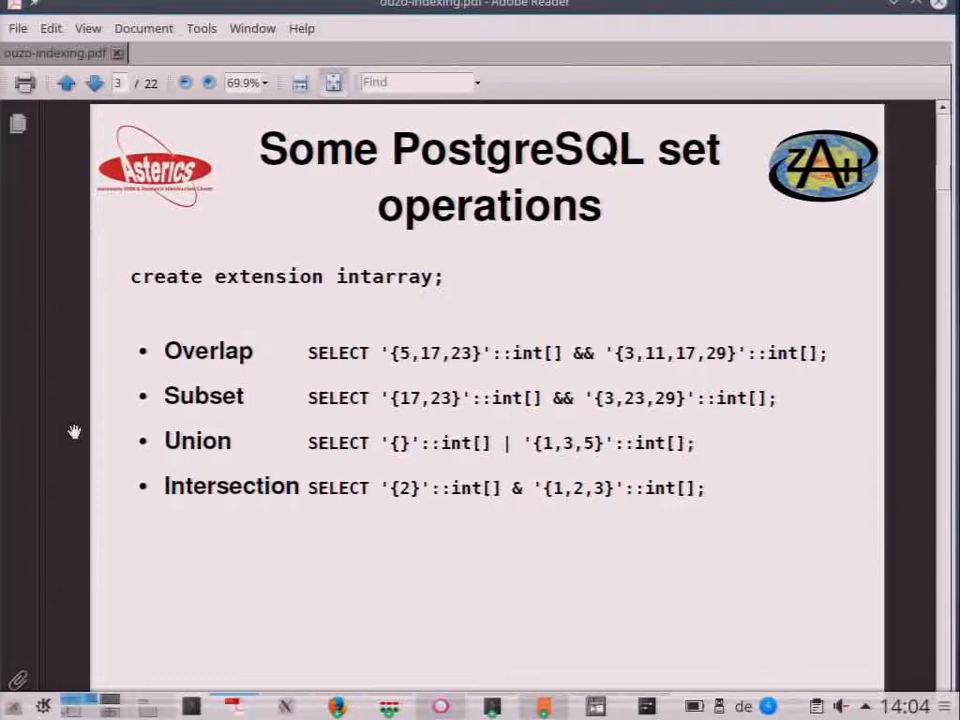 ouzo-indexing.pdf - Adobe Reader
File Edit View Document Tools Window Help
ouzo-indexing.pdf
3 / 22 69.9% Find
Some PostgreSQL set
operations
Asterics
ZAH
create extension intarray;
• Overlap SELECT '{5,17,23}'::int[] && '{3,11,17,29}'::int[];
• Subset SELECT '{17,23}'::int[] && '{3,23,29}'::int[];
• Union SELECT '{}'::int[] | '{1,3,5}'::int[];
• Intersection SELECT '{2}'::int[] & '{1,2,3}'::int[];
de 14:04